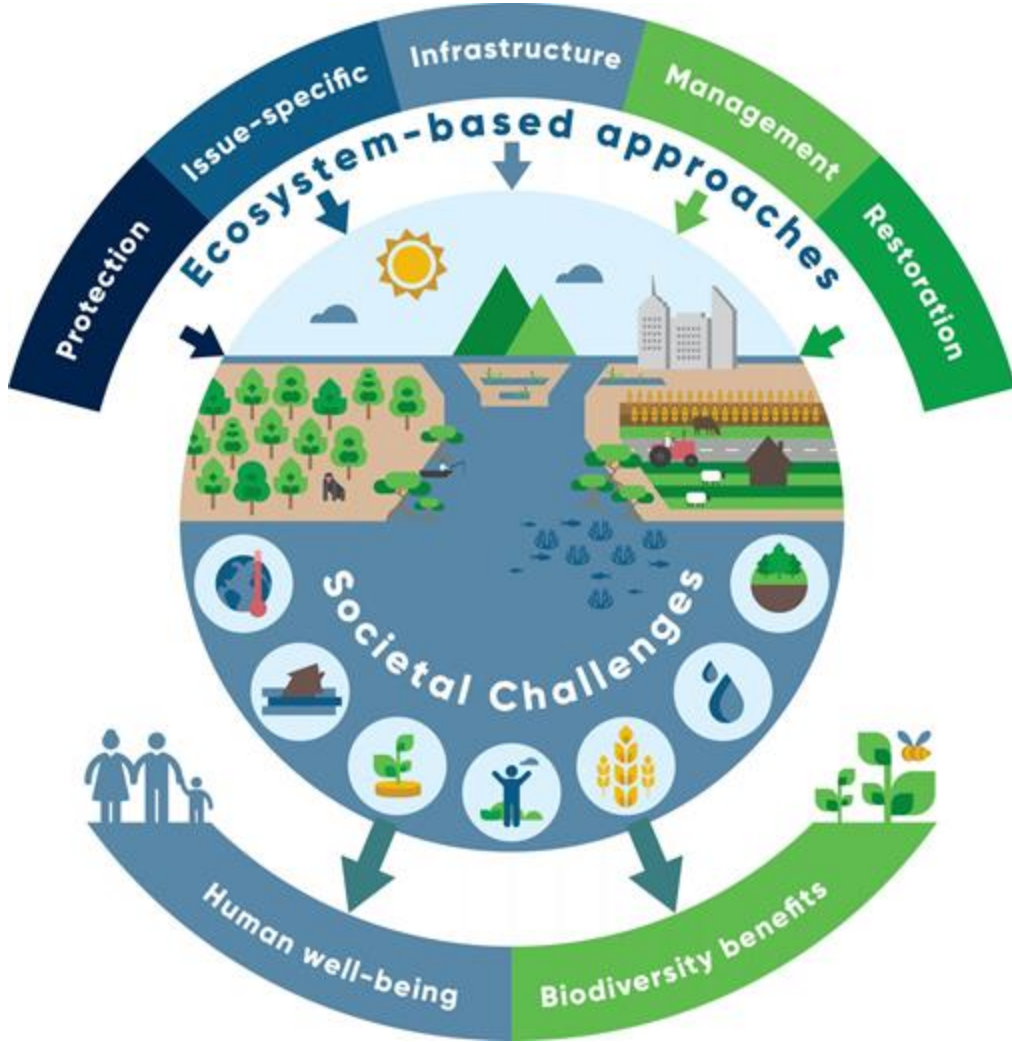 Protection
Issue-specific
Infrastructure
Management
Restoration
Ecosystem-based approaches
Societal Challenges
Human well-being
Biodiversity benefits